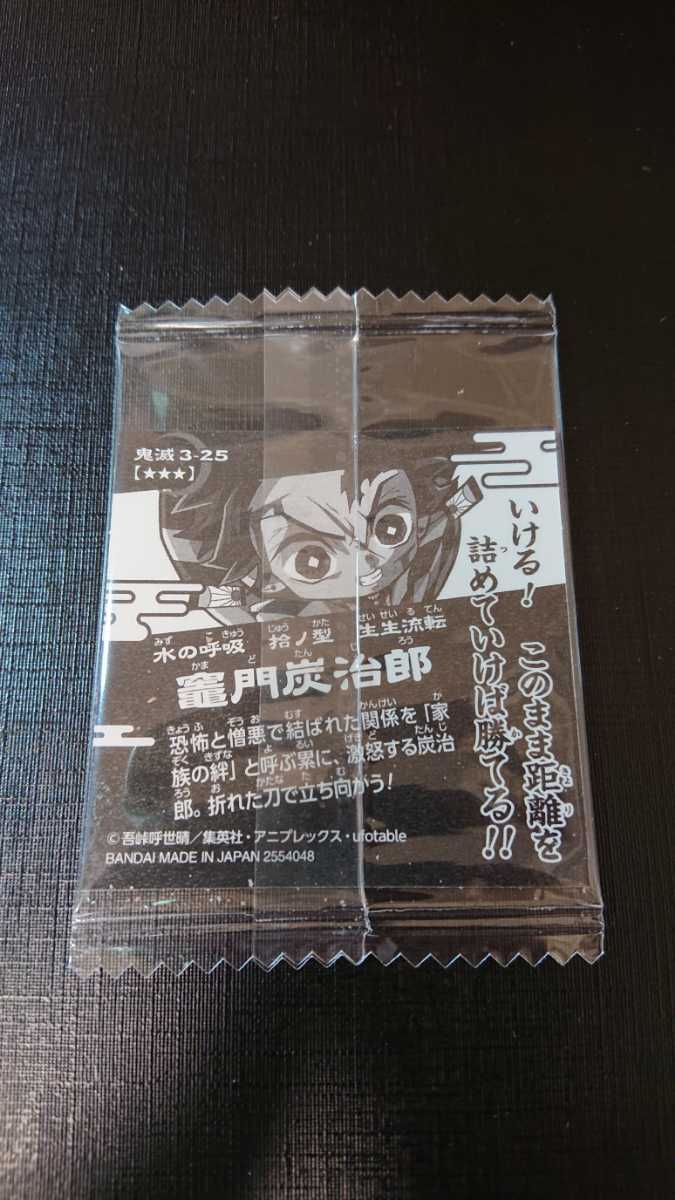 鬼滅 3-25
【★★★】
いける! このまま距離を
詰めていけば勝てる!!
水の呼吸 拾ノ型 生生流転
竈門炭治郎
恐怖と憎悪で結ばれた関係を「家
族の絆」と呼ぶ累に、激怒する炭治
郎。折れた刀で立ち向かう!
©吾峠呼世晴/集英社・アニプレックス・ufotable
BANDAI MADE IN JAPAN 2554048